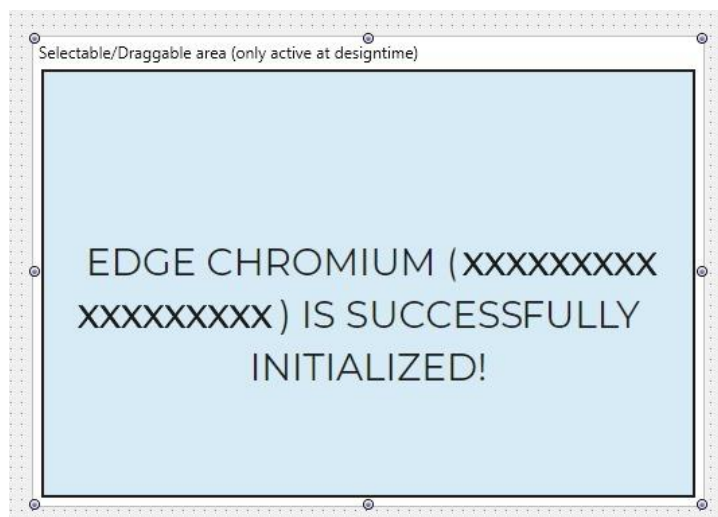 Selectable/Draggable area (only active at designtime)
EDGE CHROMIUM (xxxxxxxxx
xxxxxxxxx) IS SUCCESSFULLY
INITIALIZED!